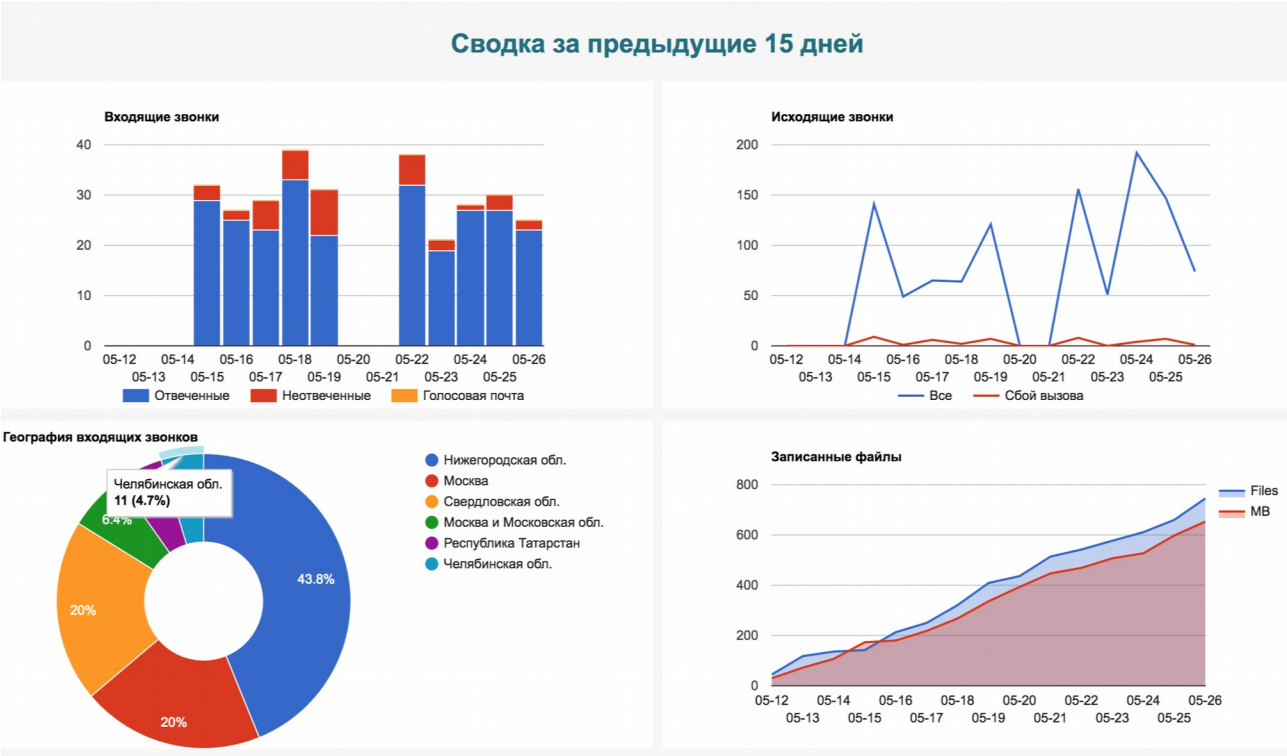 Сводка за предыдущие 15 дней
Входящие звонки
40
30
20
10
0
05-12 05-14 05-16 05-18 05-20 05-22 05-24 05-26
05-13 05-15 05-17 05-19 05-21 05-23 05-25
Отвеченные Неотвеченные Голосовая почта
Исходящие звонки
200
150
100
50
0
05-12 05-14 05-16 05-18 05-20 05-22 05-24 05-26
05-13 05-15 05-17 05-19 05-21 05-23 05-25
Все Сбой вызова
География входящих звонков
Челябинская обл.
11 (4.7%)
6.4%
43.8%
20%
20%
Нижегородская обл.
Москва
Свердловская обл.
Москва и Московская обл.
Республика Татарстан
Челябинская обл.
Записанные файлы
800
600
400
200
0
05-12 05-14 05-16 05-18 05-20 05-22 05-24 05-26
05-13 05-15 05-17 05-19 05-21 05-23 05-25
Files
MB